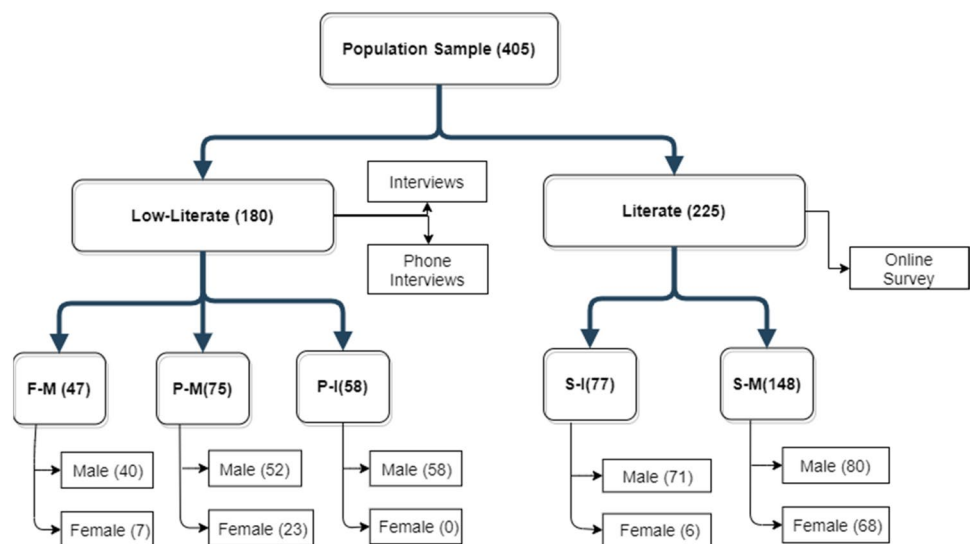 Population Sample (405)
Interviews
Low-Literate (180)
Literate (225)
Phone
Interviews
Online
Survey
F-M (47)
P-M(75)
P-I(58)
S-I(77)
S-M(148)
Male (40)
Male (52)
Male (58)
Male (71)
Male (80)
Female (7)
Female (23)
Female (0)
Female (6)
Female (68)